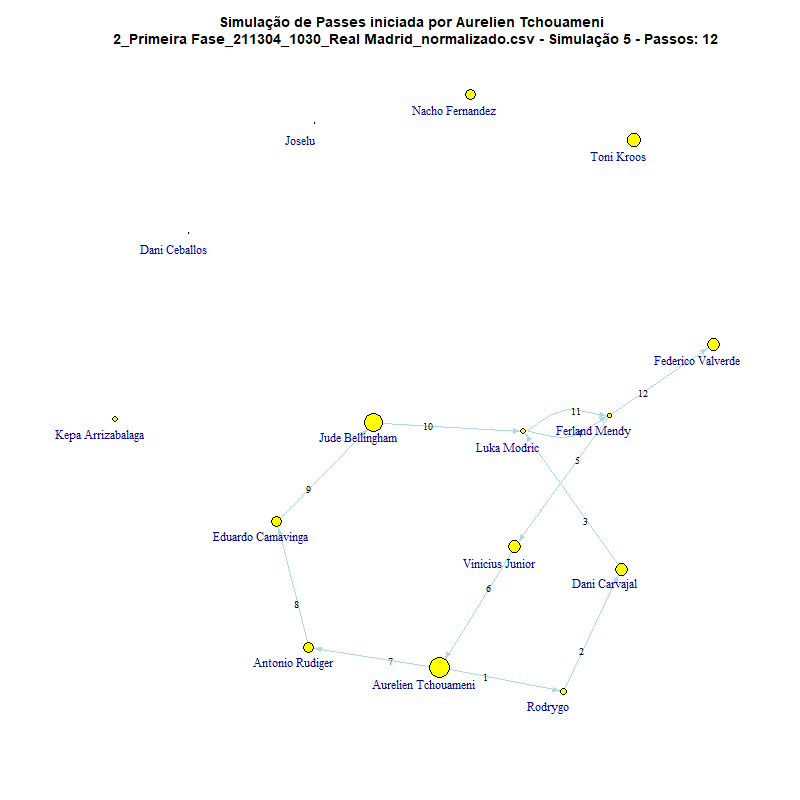 Simulação de Passes iniciada por Aurelien Tchouameni
2_Primeira Fase_211304_1030_Real Madrid_normalizado.csv - Simulação 5 - Passos: 12
Nacho Fernandez
Joselu
Toni Kroos
Dani Ceballos
Federico Valverde
12
11
Kepa Arrizabalaga
10
Ferland Mendy
4
Jude Bellingham
Luka Modric
5
9
3
Eduardo Camavinga
Vinicius Junior
Dani Carvajal
6
8
2
Antonio Rudiger
7
1
Aurelien Tchouameni
Rodrygo